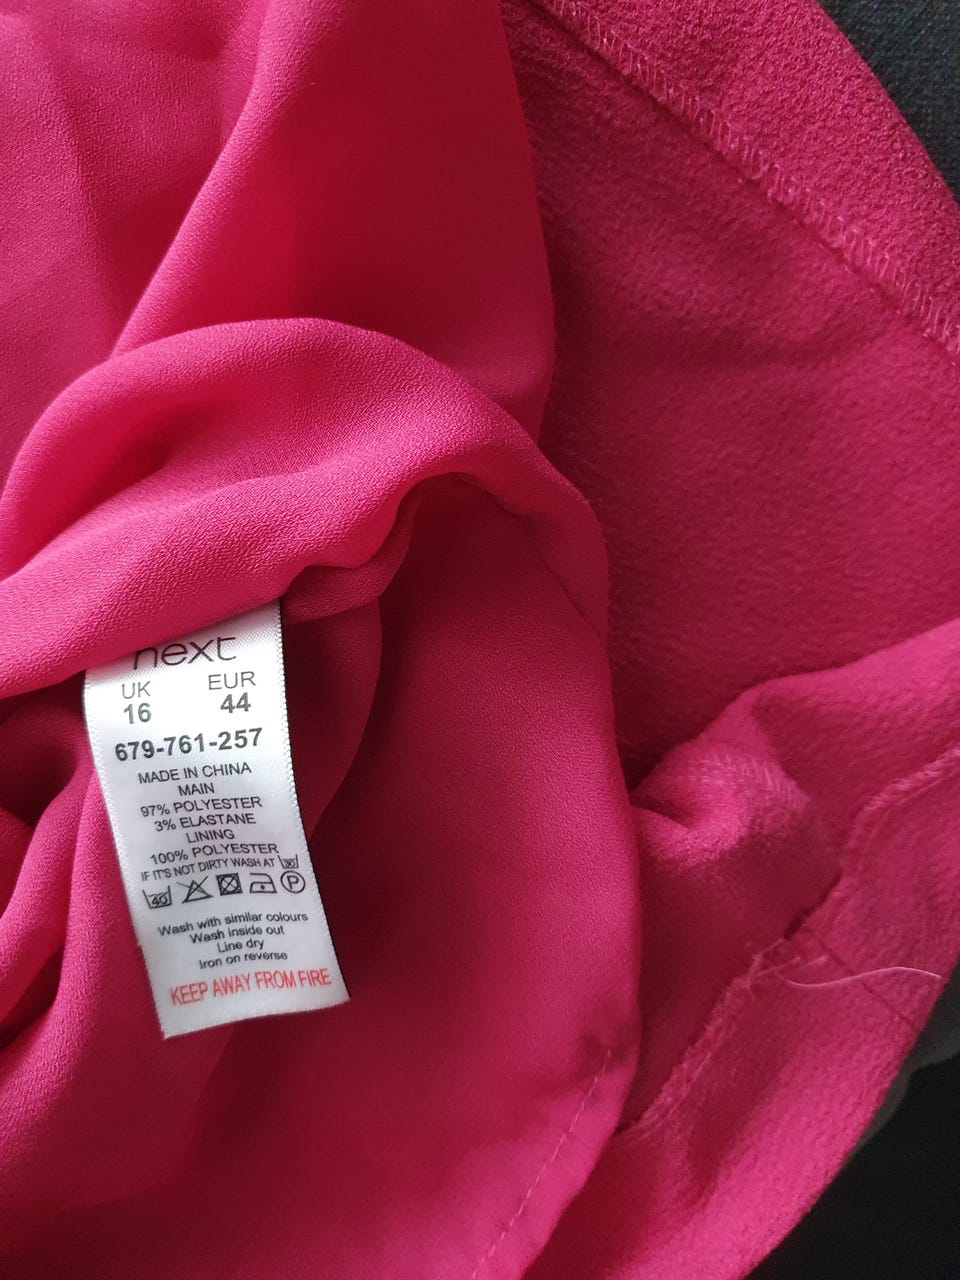 next
UK EUR
16 44
679-761-257
MADE IN CHINA
MAIN
97% POLYESTER
3% ELASTANE
LINING
100% POLYESTER
IF IT'S NOT DIRTY WASH AT 30
40 P
Wash with similar colours
Wash inside out
Line dry
Iron on reverse
KEEP AWAY FROM FIRE